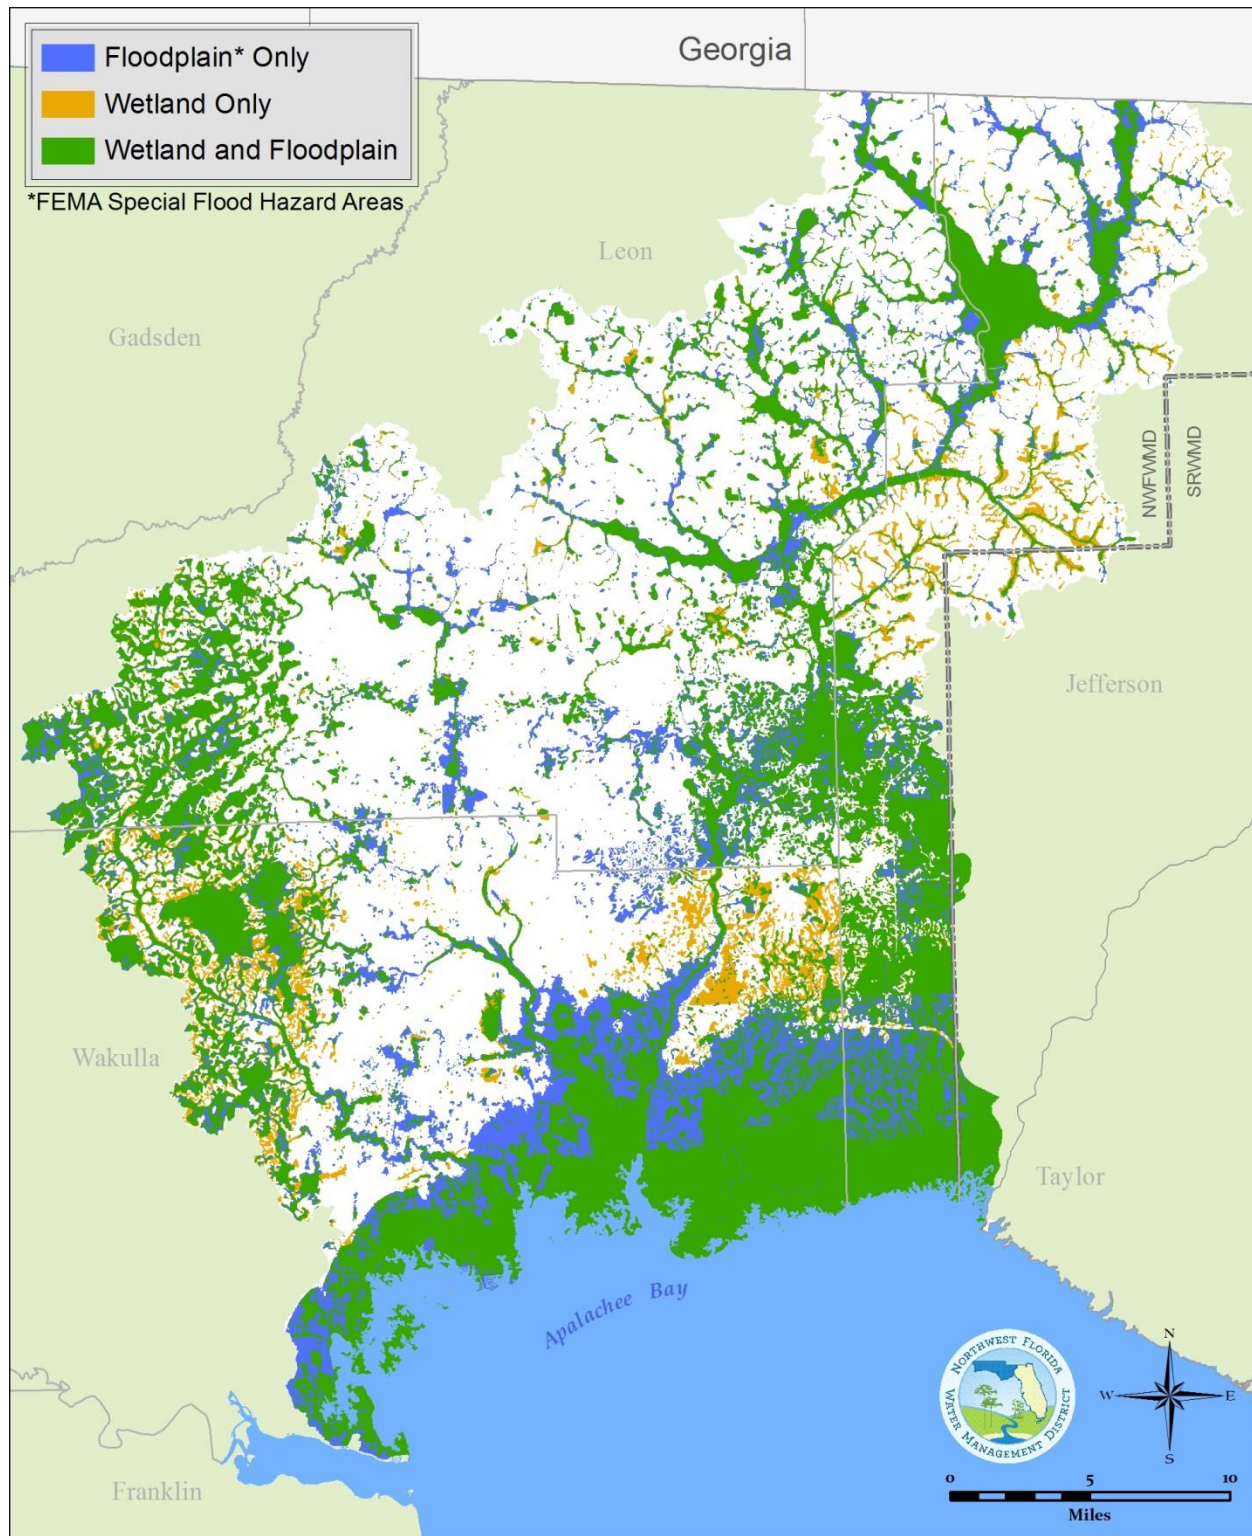 Georgia
Floodplain* Only
Wetland Only
Wetland and Floodplain
*FEMA Special Flood Hazard Areas
Leon
Gadsden
NWFWMD
SRWMD
Jefferson
Wakulla
Taylor
Apalachee Bay
Franklin
NORTHWEST FLORIDA
WATER MANAGEMENT DISTRICT
N
W E
S
0 5 10
Miles